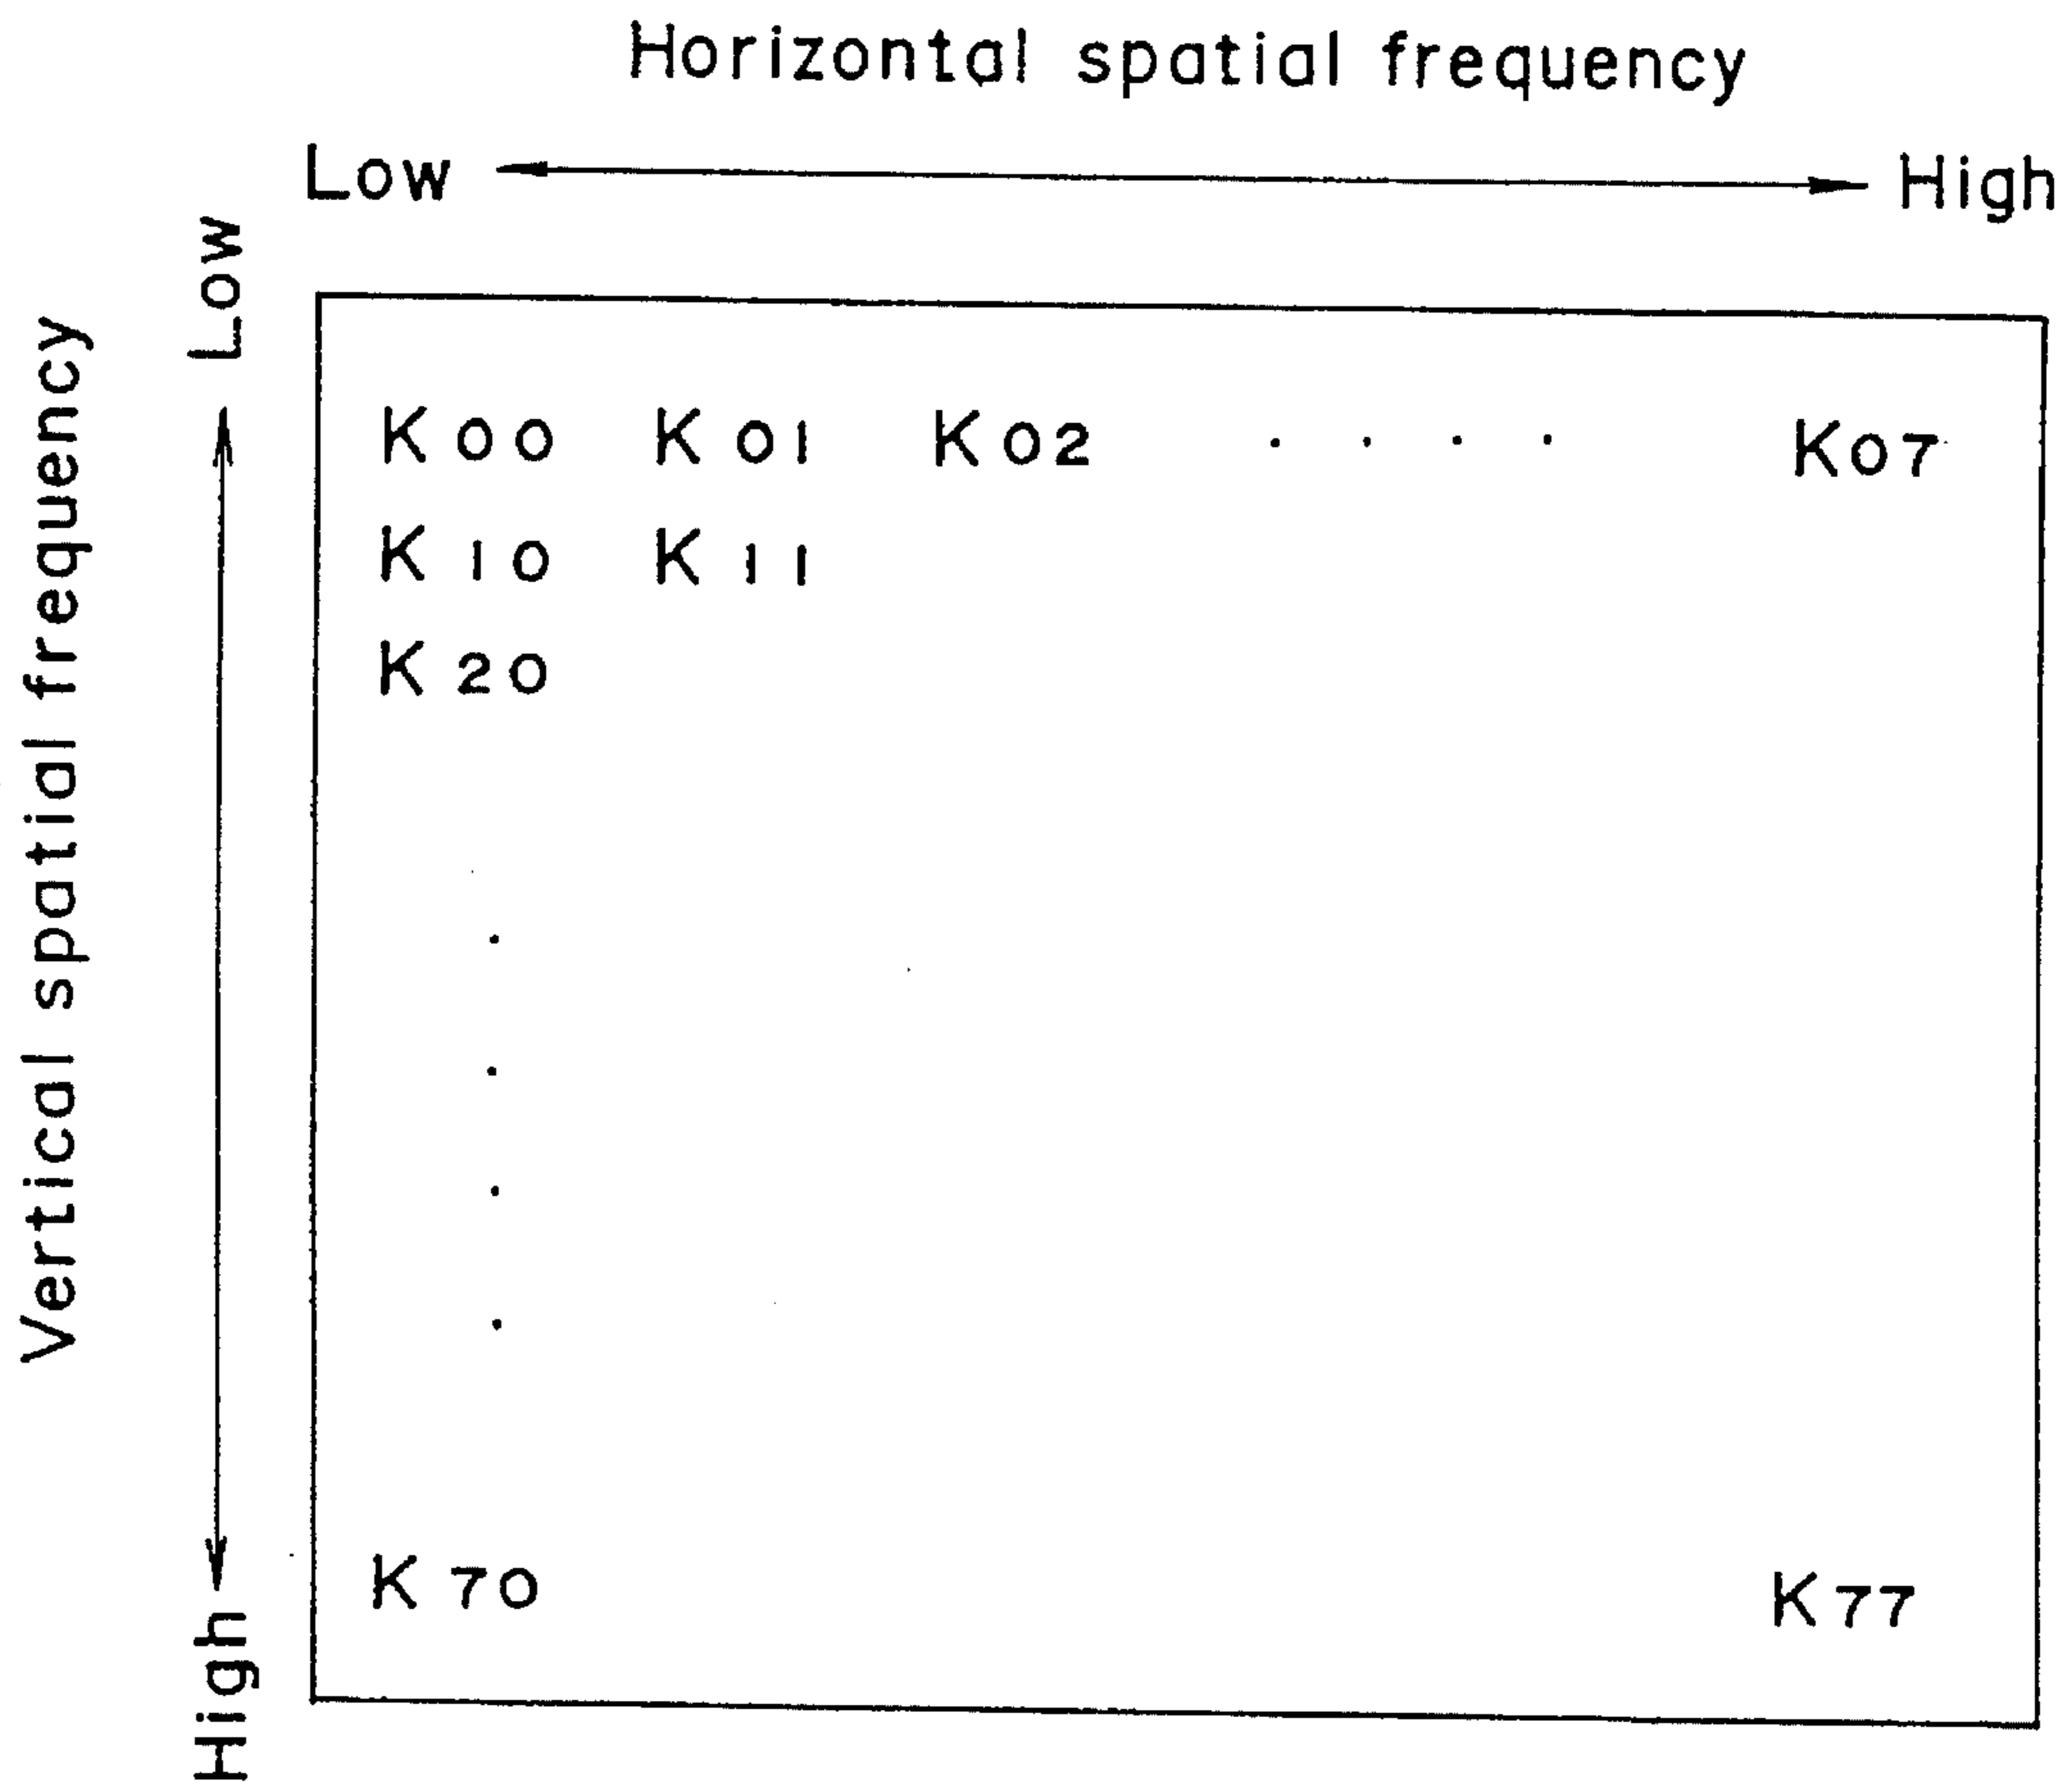 Horizontal spatial frequency
Low High
Vertical spatial frequency
Low
High
K00 K01 K02 . . . . K07
K10 K11
K20
.
.
.
.
K70 K77